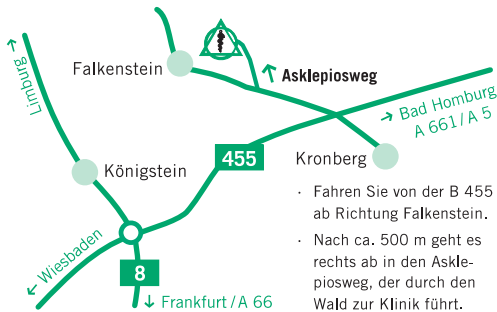 Limburg
Falkenstein
Asklepiosweg
Bad Homburg
A 661/A 5
455
Kronberg
Königstein
Wiesbaden
8
Frankfurt/A 66
· Fahren Sie von der B 455
ab Richtung Falkenstein.
· Nach ca. 500 m geht es
rechts ab in den Askle-
piosweg, der durch den
Wald zur Klinik führt.